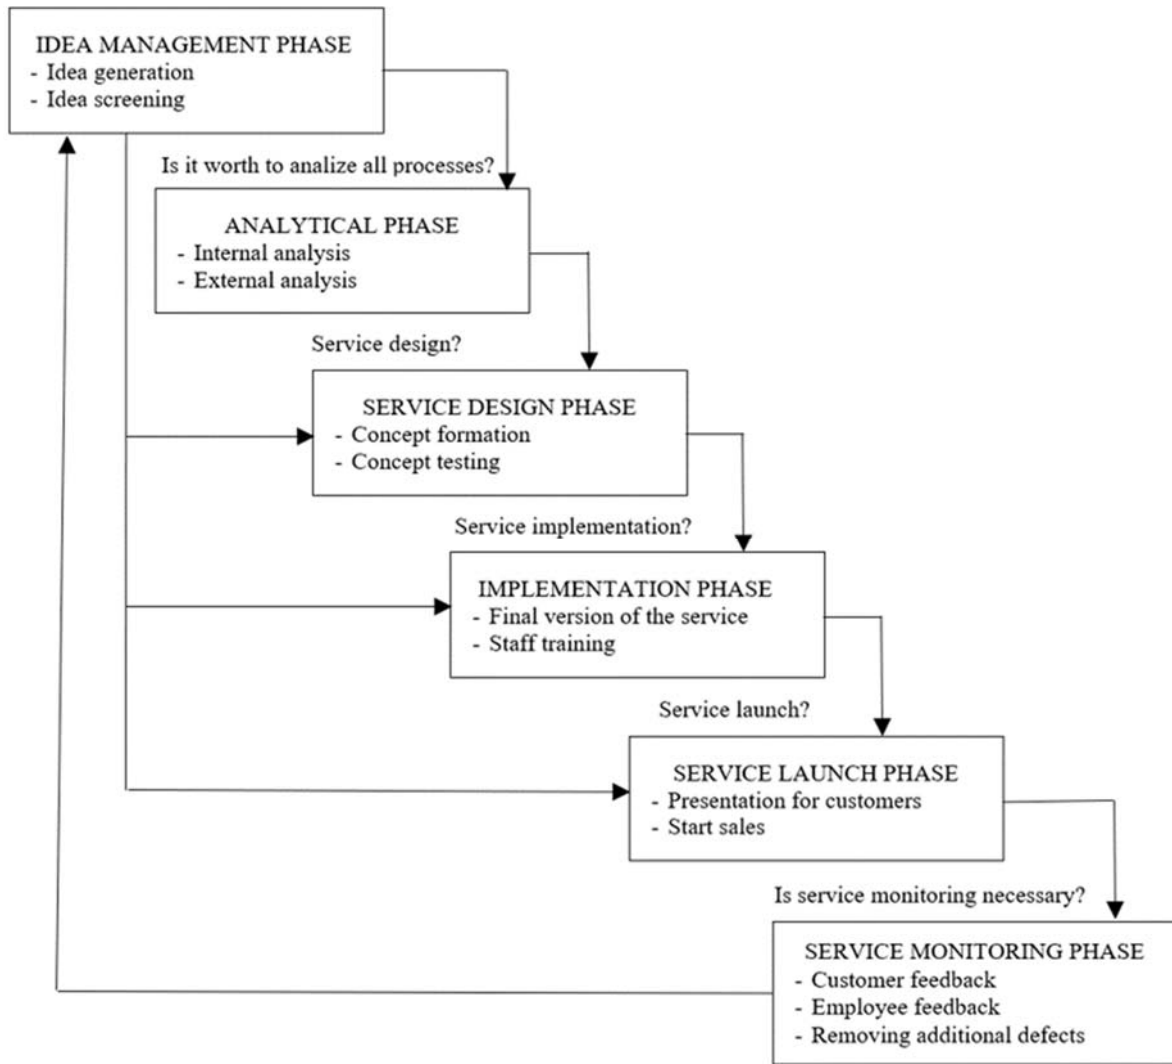 IDEA MANAGEMENT PHASE
- Idea generation
- Idea screening
Is it worth to analize all processes?
ANALYTICAL PHASE
- Internal analysis
- External analysis
Service design?
SERVICE DESIGN PHASE
- Concept formation
- Concept testing
Service implementation?
IMPLEMENTATION PHASE
- Final version of the service
- Staff training
Service launch?
SERVICE LAUNCH PHASE
- Presentation for customers
- Start sales
Is service monitoring necessary?
SERVICE MONITORING PHASE
- Customer feedback
- Employee feedback
- Removing additional defects